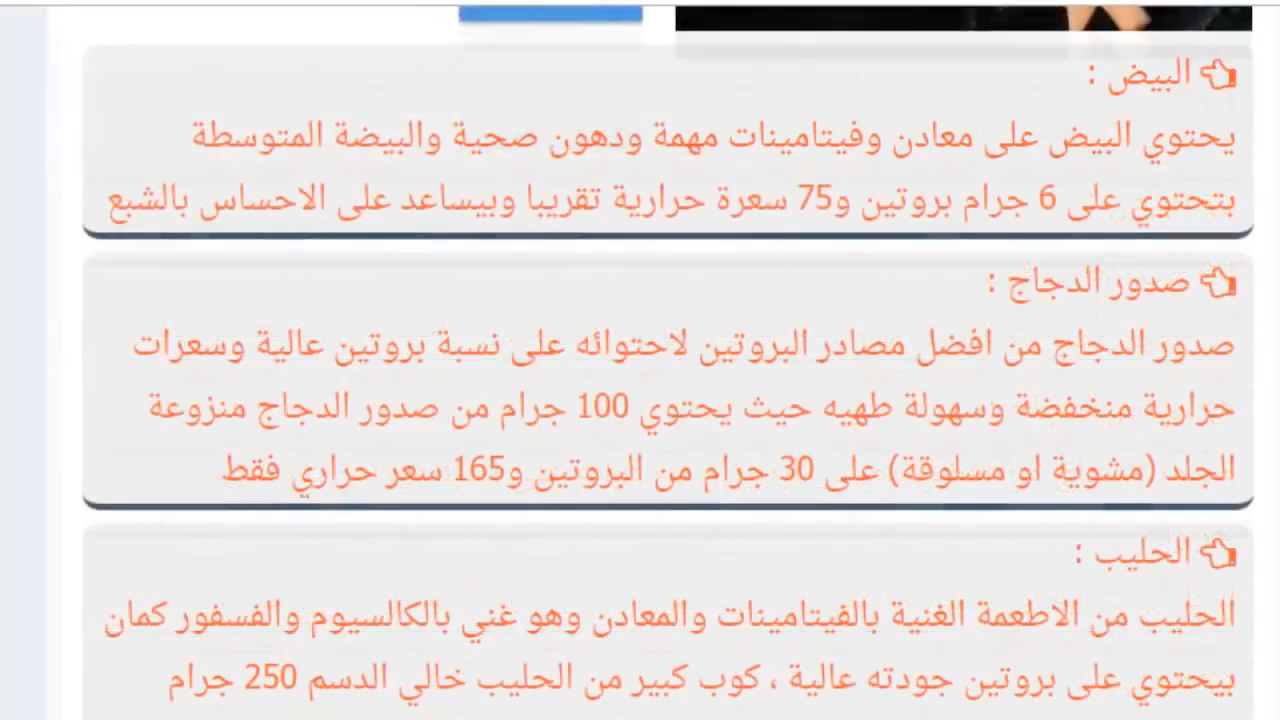 البيض :
يحتوي البيض على معادن وفيتامينات مهمة ودهون صحية والبيضة المتوسطة
بتحتوي على 6 جرام بروتين و75 سعرة حرارية تقريبا وبيساعد على الاحساس بالشبع
صدور الدجاج :
صدور الدجاج من افضل مصادر البروتين لاحتوائه على نسبة بروتين عالية وسعرات
حرارية منخفضة وسهولة طهيه حيث يحتوي 100 جرام من صدور الدجاج منزوعة
الجلد (مشوية او مسلوقة) على 30 جرام من البروتين و165 سعر حراري فقط
الحليب :
الحليب من الاطعمة الغنية بالفيتامينات والمعادن وهو غني بالكالسيوم والفسفور كمان
بيحتوي على بروتين جودته عالية ، كوب كبير من الحليب خالي الدسم 250 جرام